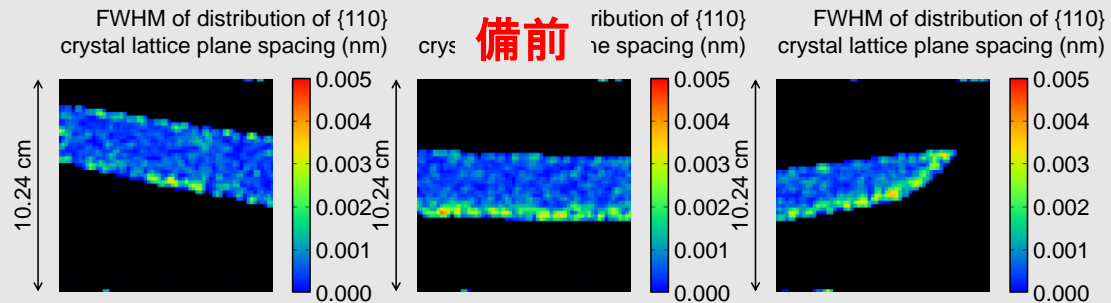 FWHM of distribution of {110}
crystal lattice plane spacing (nm)
10.24 cm
0.005
0.004
0.003
0.002
0.001
0.000
備前
ribution of {110}
crys
ne spacing (nm)
10.24 cm
0.005
0.004
0.003
0.002
0.001
0.000
FWHM of distribution of {110}
crystal lattice plane spacing (nm)
10.24 cm
0.005
0.004
0.003
0.002
0.001
0.000